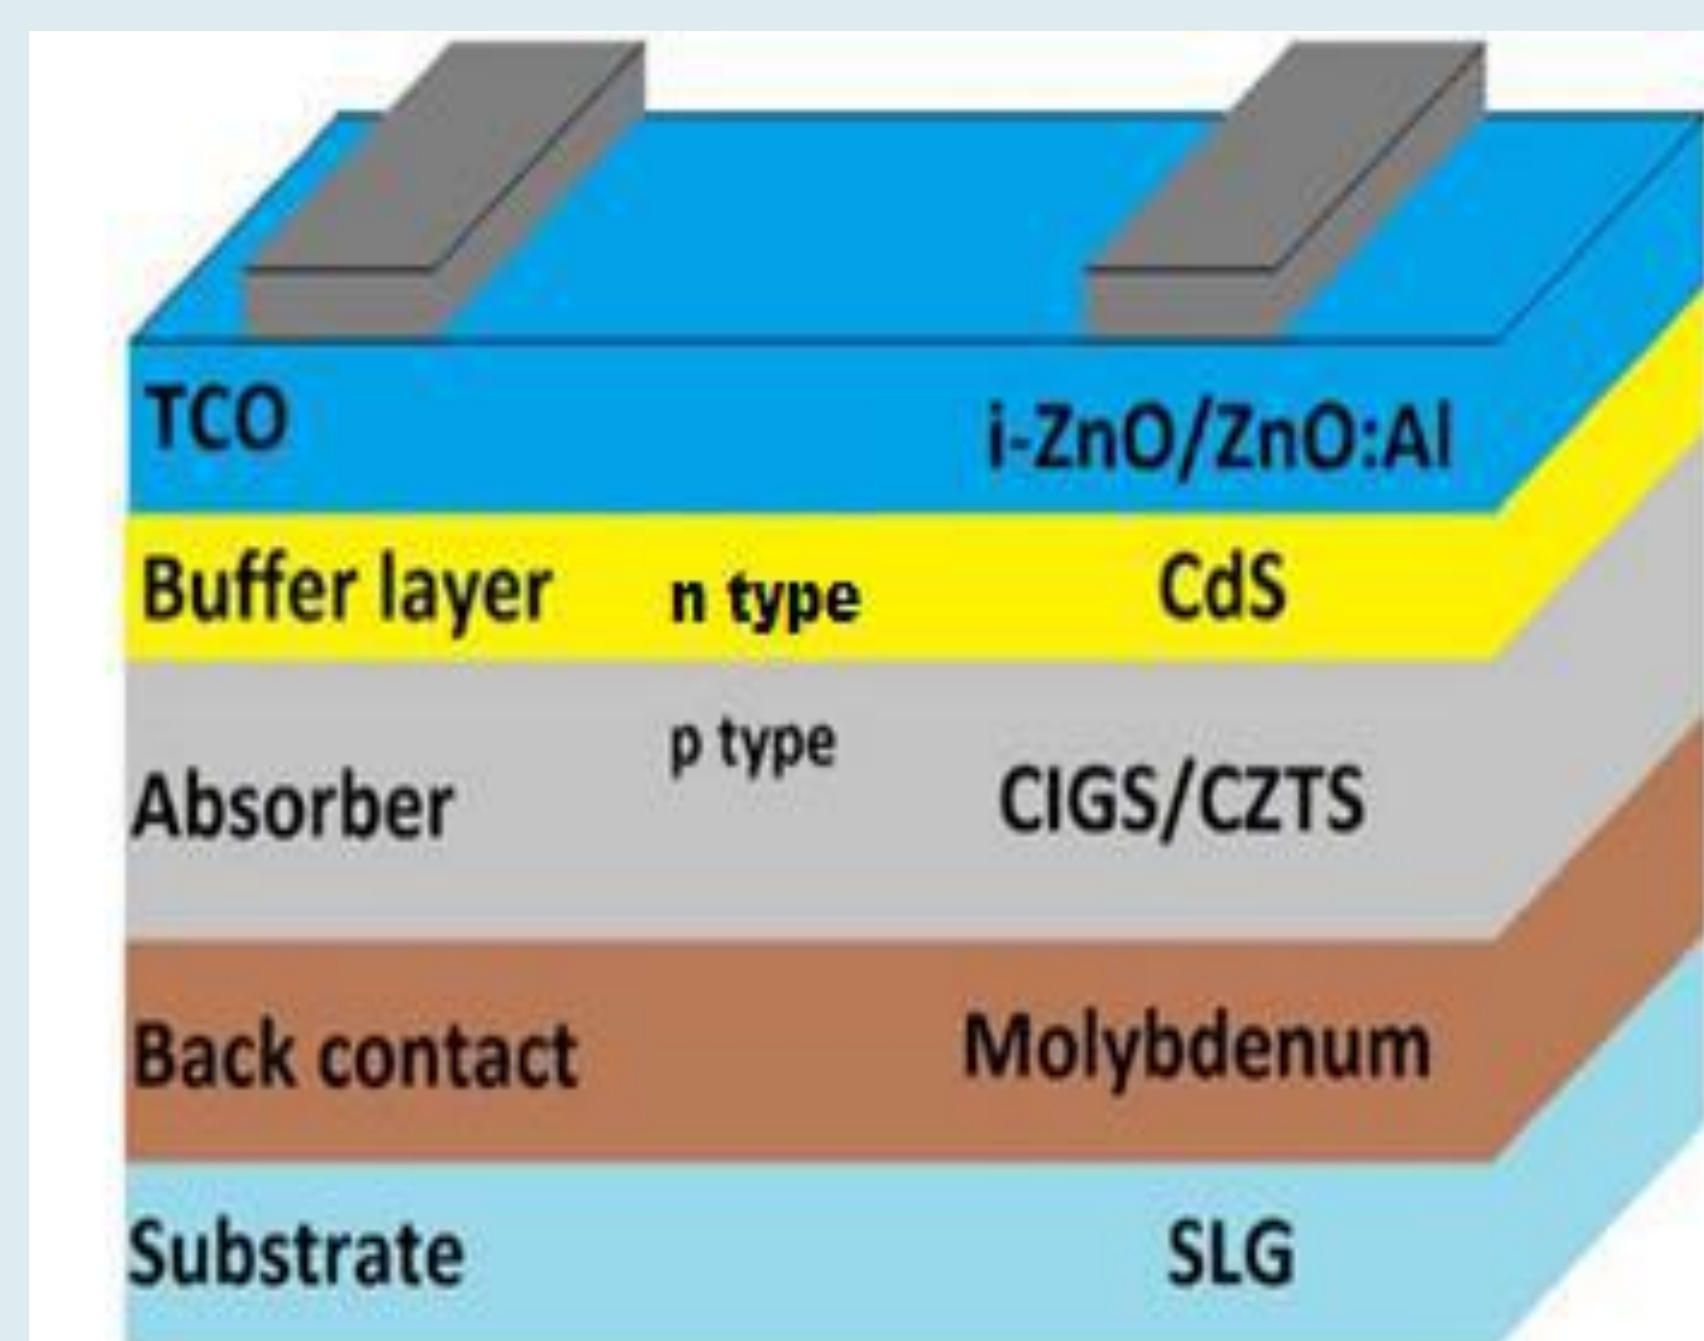 TCO i-ZnO/ZnO:Al
Buffer layer n type CdS
p type
Absorber CIGS/CZTS
Back contact Molybdenum
Substrate SLG